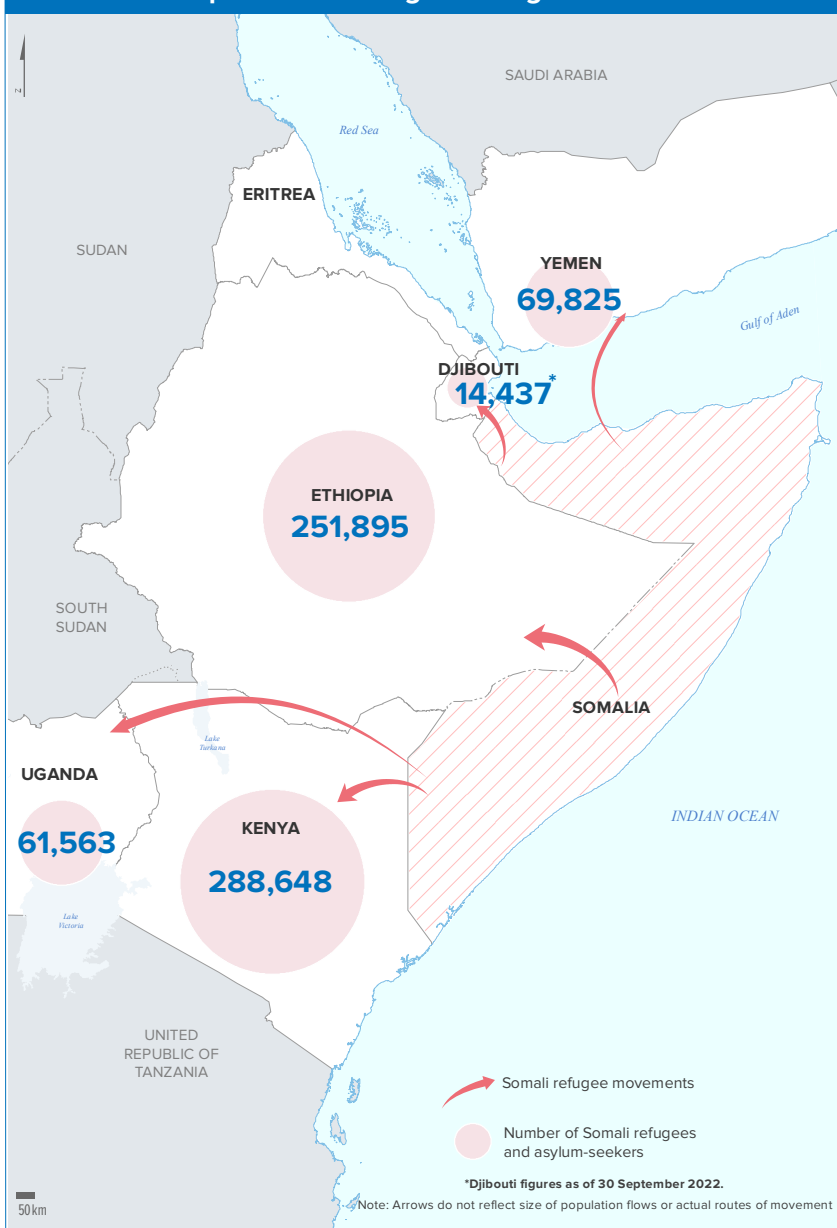 SAUDI ARABIA
Red Sea
ERITREA
SUDAN
YEMEN
69,825
Gulf of Aden
DJIBOUTI
14,437*
ETHIOPIA
251,895
SOUTH
SUDAN
SOMALIA
Lake
Turkana
UGANDA
61,563
KENYA
288,648
INDIAN OCEAN
Lake
Victoria
UNITED
REPUBLIC OF
TANZANIA
Somali refugee movements
Number of Somali refugees
and asylum-seekers
*Djibouti figures as of 30 September 2022.
50 km
Note: Arrows do not reflect size of population flows or actual routes of movement